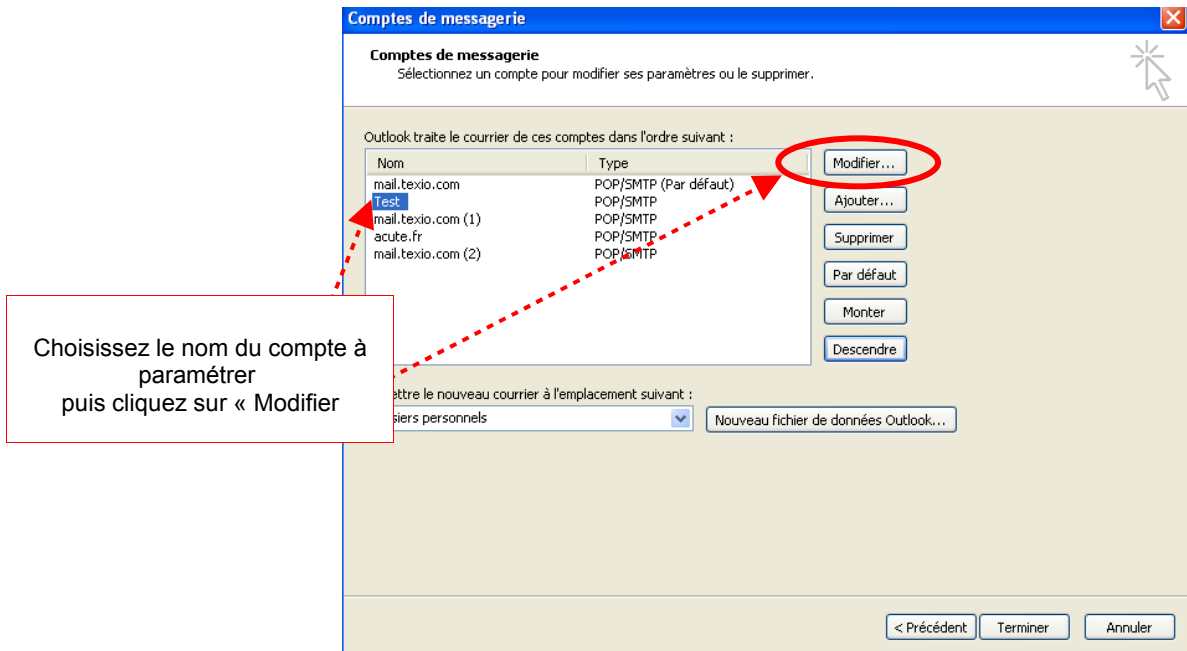 Comptes de messagerie
Comptes de messagerie
Sélectionnez un compte pour modifier ses paramètres ou le supprimer.
Outlook traite le courrier de ces comptes dans l'ordre suivant :
Nom Type
mail.texio.com POP/SMTP (Par défaut)
Test POP/SMTP
mail.texio.com (1) POP/SMTP
acute.fr POP/SMTP
mail.texio.com (2) POP/SMTP
Modifier...
Ajouter...
Supprimer
Par défaut
Monter
Descendre
Choisissez le nom du compte à
paramétrer
puis cliquez sur « Modifier
ettre le nouveau courrier à l'emplacement suivant :
siers personnels
Nouveau fichier de données Outlook...
< Précédent Terminer Annuler